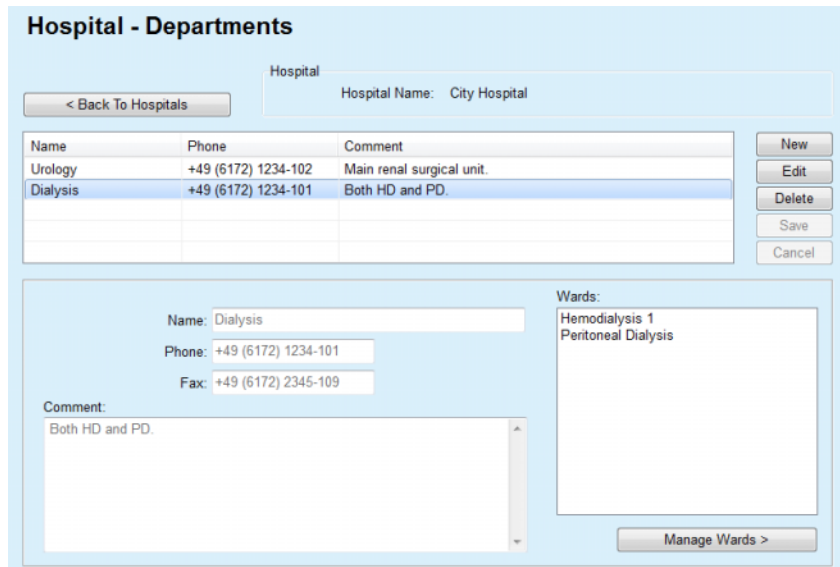 Hospital - Departments
Hospital
< Back To Hospitals
Hospital Name: City Hospital
Name Phone Comment
Urology +49 (6172) 1234-102 Main renal surgical unit.
Dialysis +49 (6172) 1234-101 Both HD and PD.
New
Edit
Delete
Save
Cancel
Name: Dialysis
Phone: +49 (6172) 1234-101
Fax: +49 (6172) 2345-109
Comment:
Both HD and PD.
Wards:
Hemodialysis 1
Peritoneal Dialysis
Manage Wards >